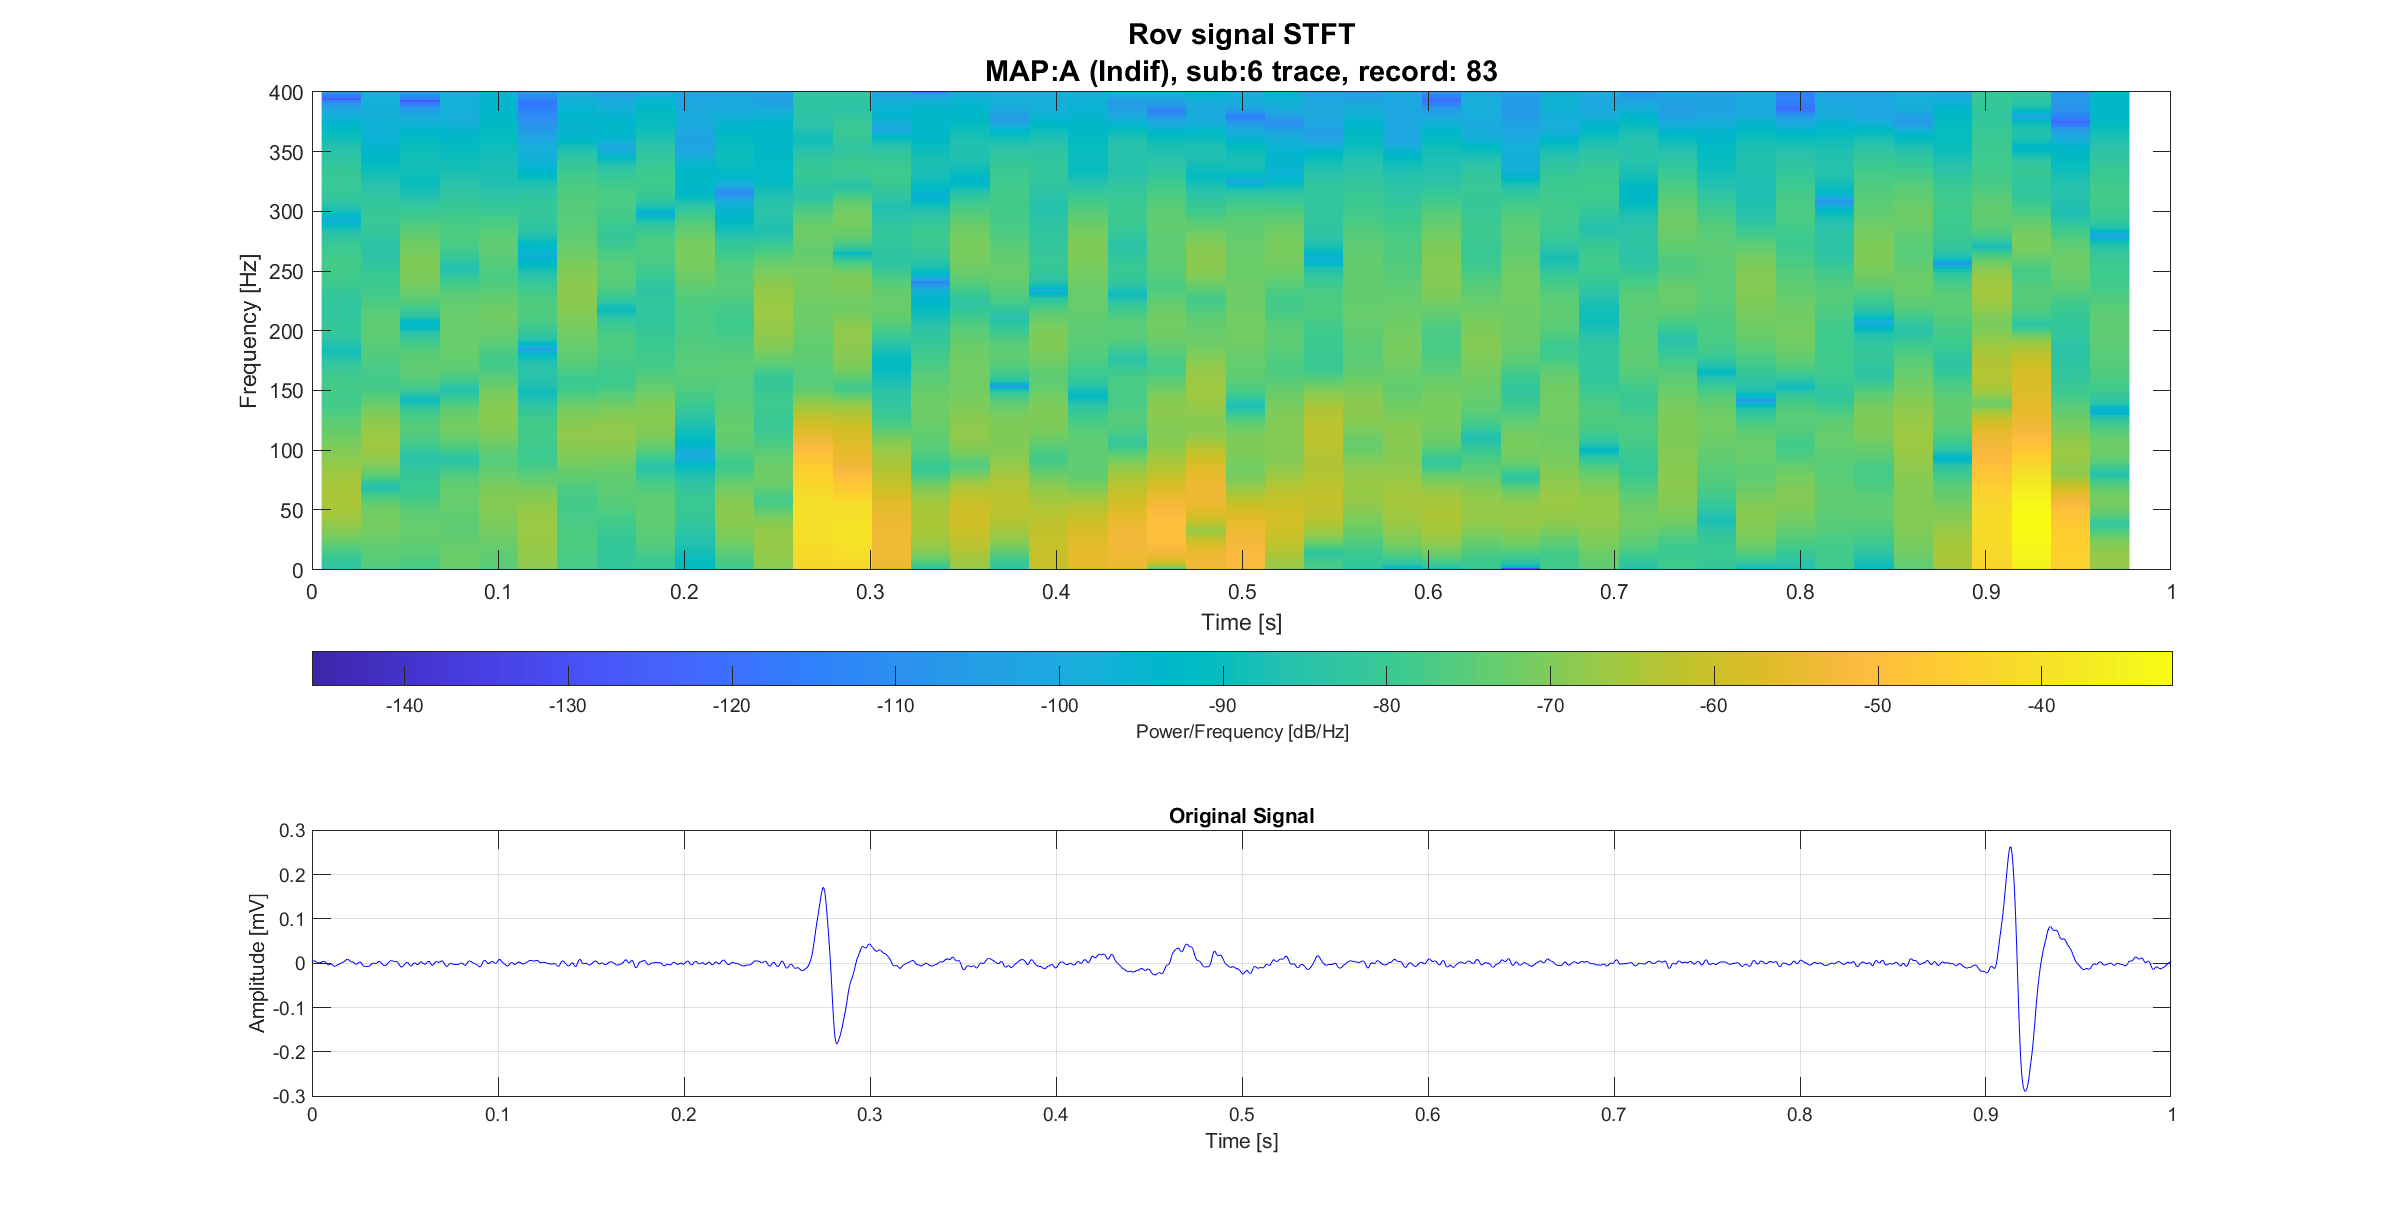 Rov signal STFT
MAP:A (Indif), sub:6 trace, record: 83
400
350
300
250
200
150
100
50
0
Frequency [Hz]
0 0.1 0.2 0.3 0.4 0.5 0.6 0.7 0.8 0.9 1
Time [s]
-140 -130 -120 -110 -100 -90 -80 -70 -60 -50 -40
Power/Frequency [dB/Hz]
Original Signal
0.3
0.2
0.1
0
-0.1
-0.2
-0.3
Amplitude [mV]
0 0.1 0.2 0.3 0.4 0.5 0.6 0.7 0.8 0.9 1
Time [s]